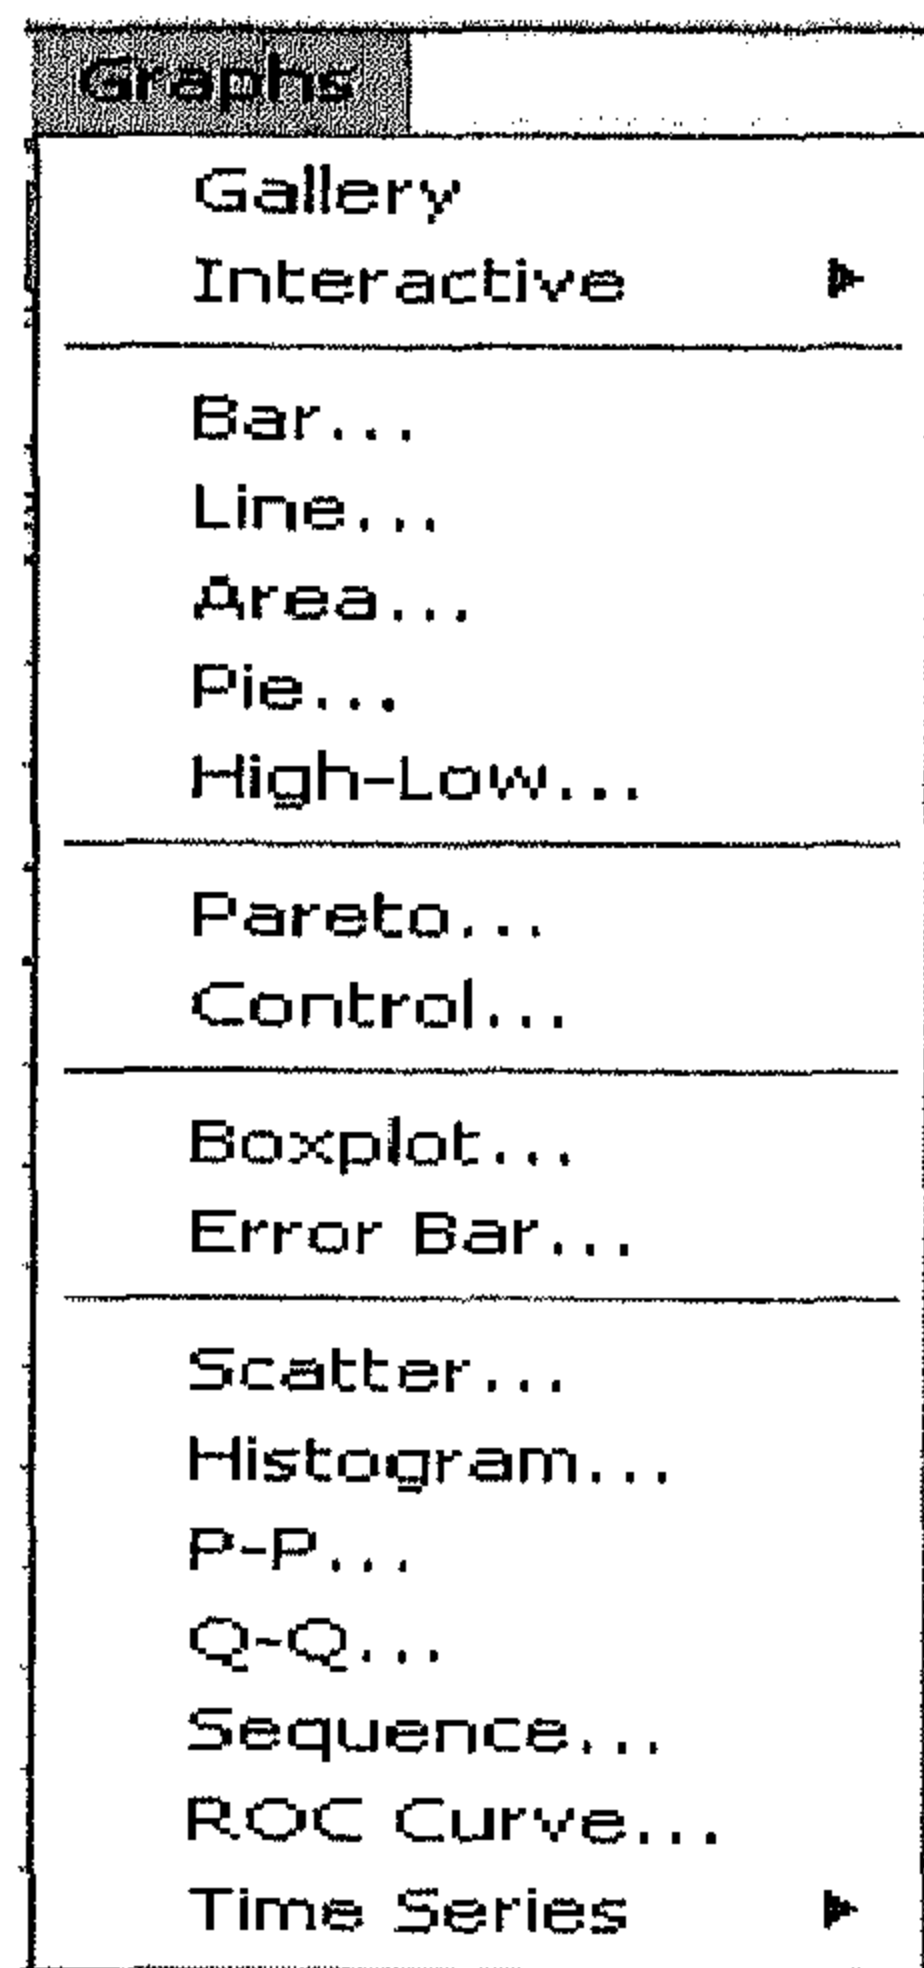 Graphs
Gallery
Interactive
Bar...
Line...
Area...
Pie...
High-Low...
Pareto...
Control...
Boxplot...
Error Bar...
Scatter...
Histogram...
P-P...
Q-Q...
Sequence...
ROC Curve...
Time Series